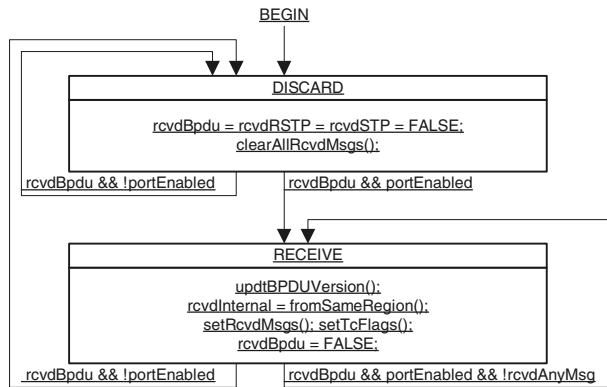 BEGIN
DISCARD
rcvdBpdu = rcvdRSTP = rcvdSTP = FALSE;
clearAllRcvdMsgs();
rcvdBpdu && !portEnabled
rcvdBpdu && portEnabled
RECEIVE
updtBPDUVersion();
rcvdInternal = fromSameRegion();
setRcvdMsgs(); setTcFlags();
rcvdBpdu = FALSE;
rcvdBpdu && !portEnabled
rcvdBpdu && portEnabled && !rcvdAnyMsg